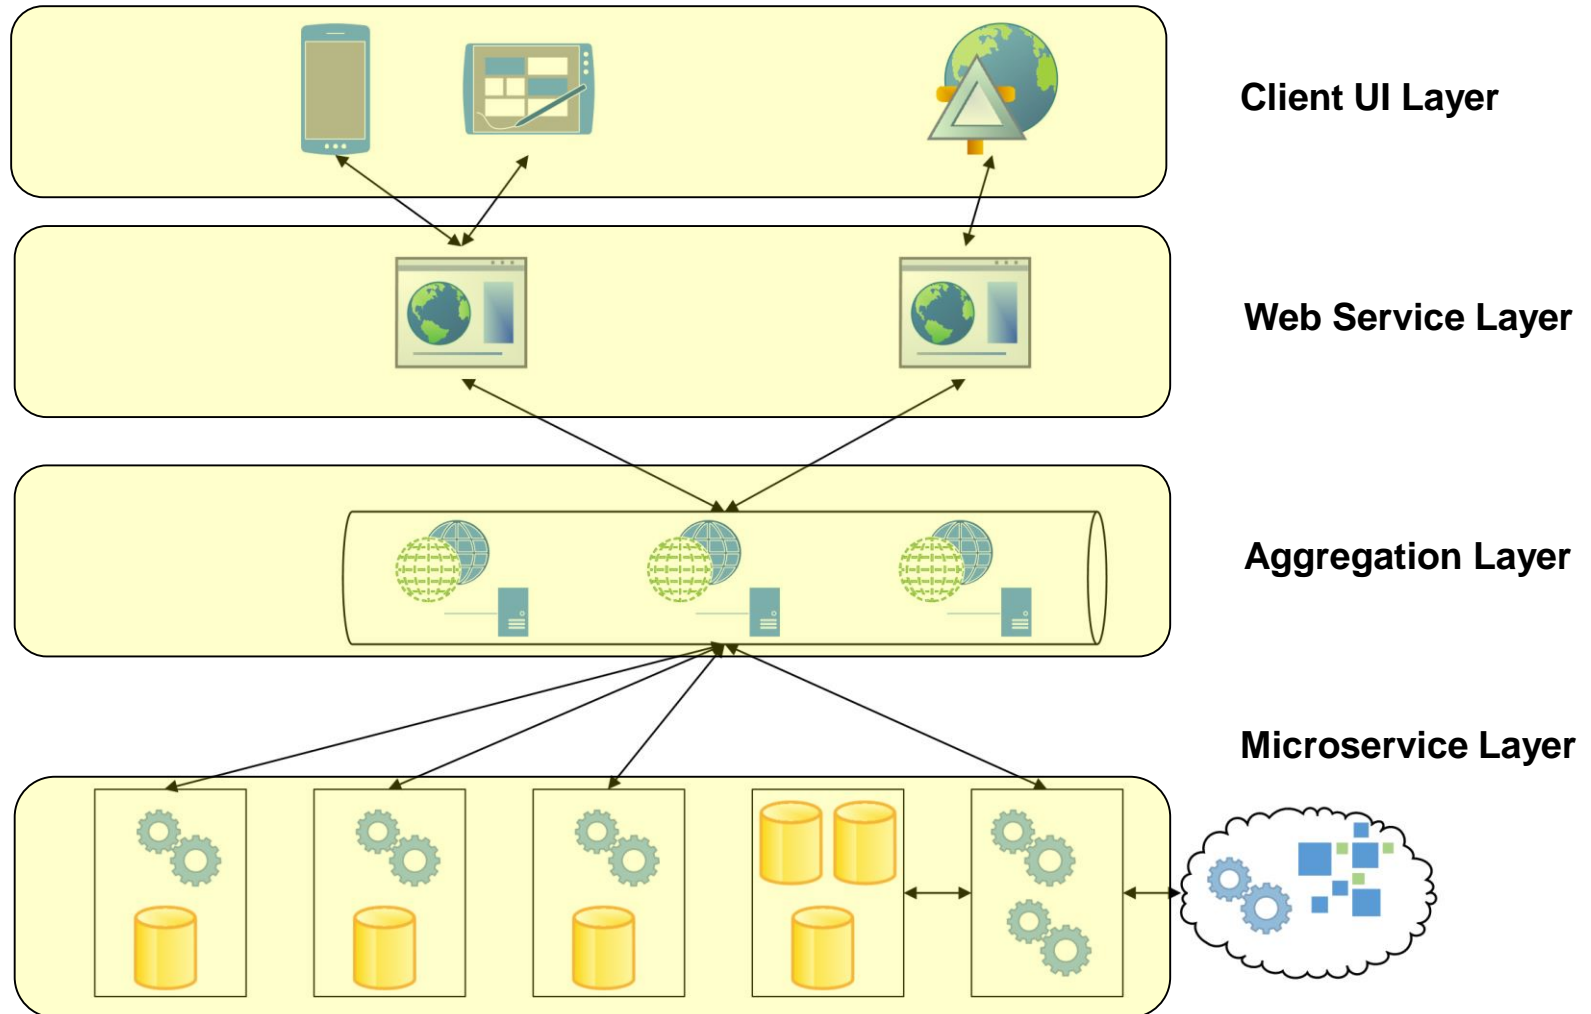 Client UI Layer
Web Service Layer
Aggregation Layer
Microservice Layer